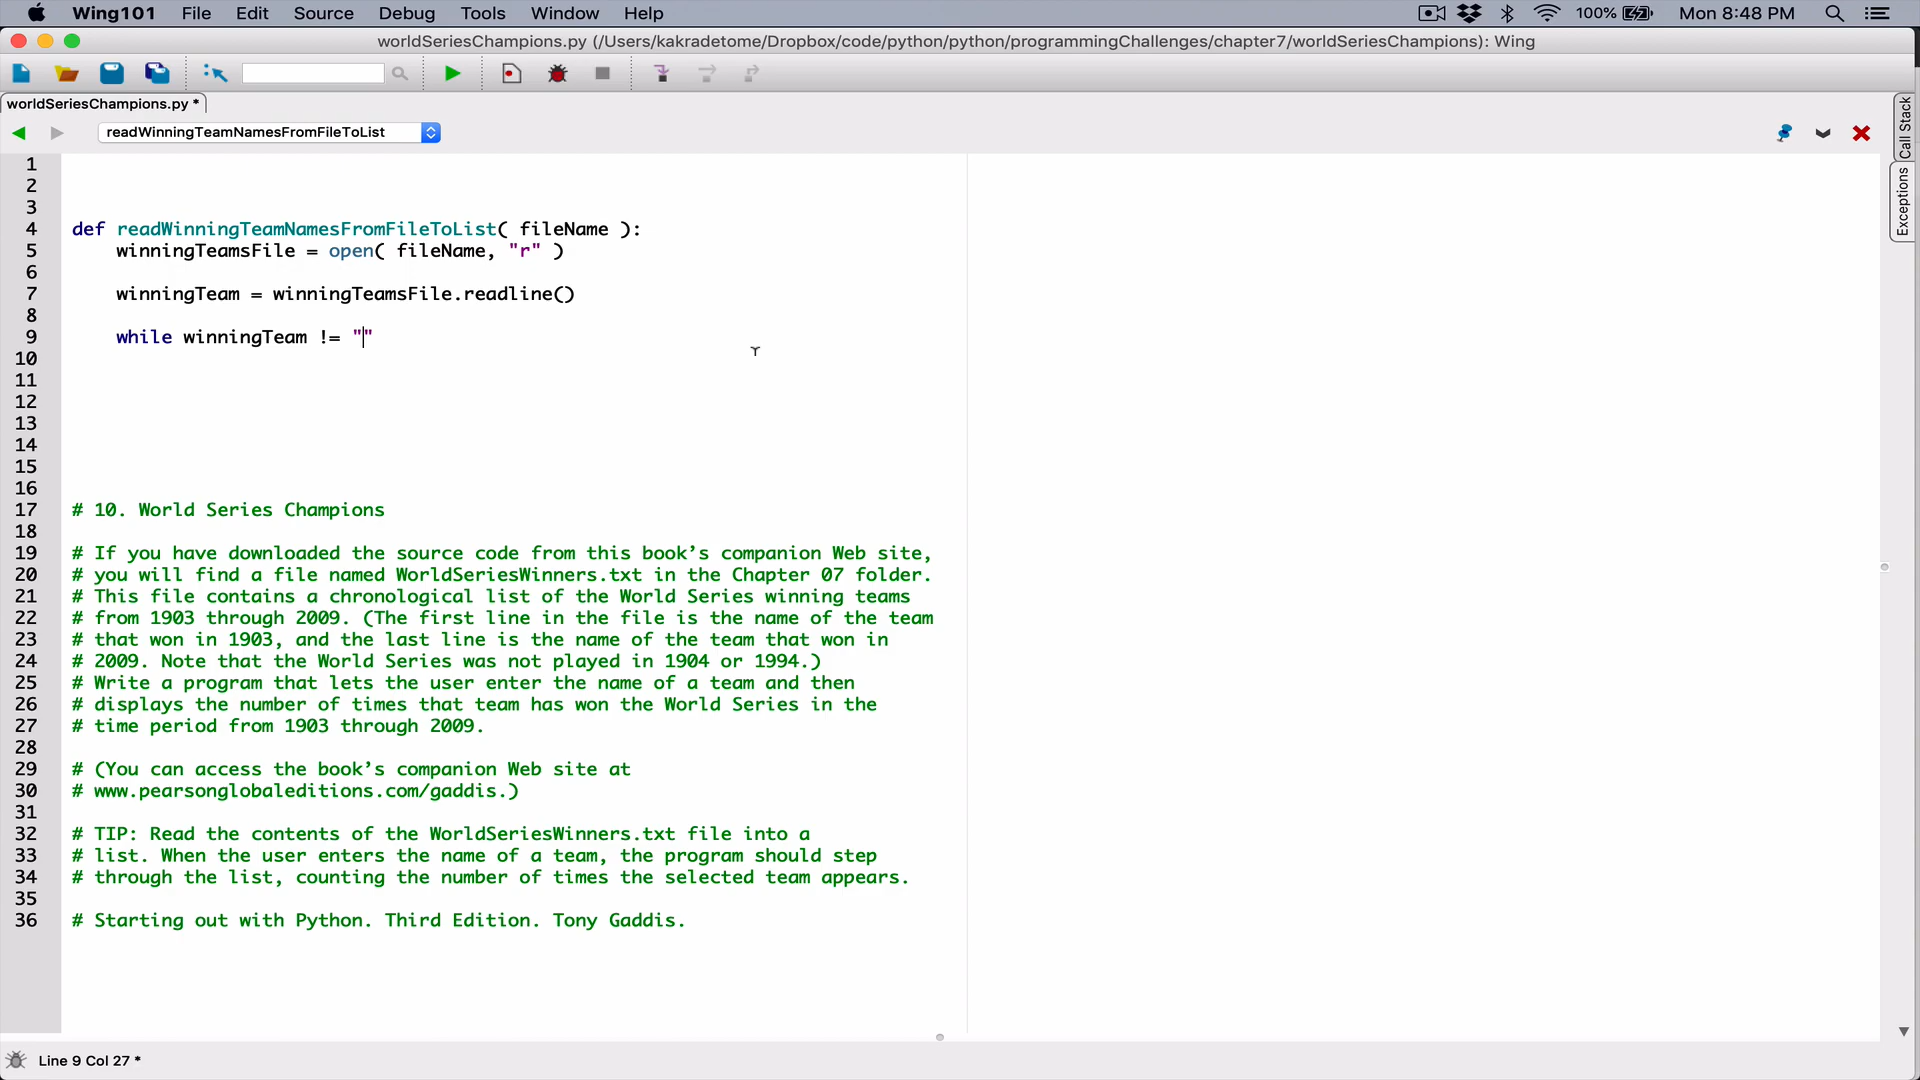 Wing101 File Edit Source Debug Tools Window Help 100% Mon 8:48 PM
worldSeriesChampions.py (/Users/kakradetome/Dropbox/code/python/python/programmingChallenges/chapter7/worldSeriesChampions): Wing
worldSeriesChampions.py *
readWinningTeamNamesFromFileToList
Call Stack
Exceptions
1
2
3
4 def readWinningTeamNamesFromFileToList( fileName ):
5 winningTeamsFile = open( fileName, "r" )
6
7 winningTeam = winningTeamsFile.readline()
8
9 while winningTeam != ""
10
11
12
13
14
15
16
17 # 10. World Series Champions
18
19 # If you have downloaded the source code from this book’s companion Web site,
20 # you will find a file named WorldSeriesWinners.txt in the Chapter 07 folder.
21 # This file contains a chronological list of the World Series winning teams
22 # from 1903 through 2009. (The first line in the file is the name of the team
23 # that won in 1903, and the last line is the name of the team that won in
24 # 2009. Note that the World Series was not played in 1904 or 1994.)
25 # Write a program that lets the user enter the name of a team and then
26 # displays the number of times that team has won the World Series in the
27 # time period from 1903 through 2009.
28
29 # (You can access the book’s companion Web site at
30 # www.pearsonglobaleditions.com/gaddis.)
31
32 # TIP: Read the contents of the WorldSeriesWinners.txt file into a
33 # list. When the user enters the name of a team, the program should step
34 # through the list, counting the number of times the selected team appears.
35
36 # Starting out with Python. Third Edition. Tony Gaddis.
Line 9 Col 27 *